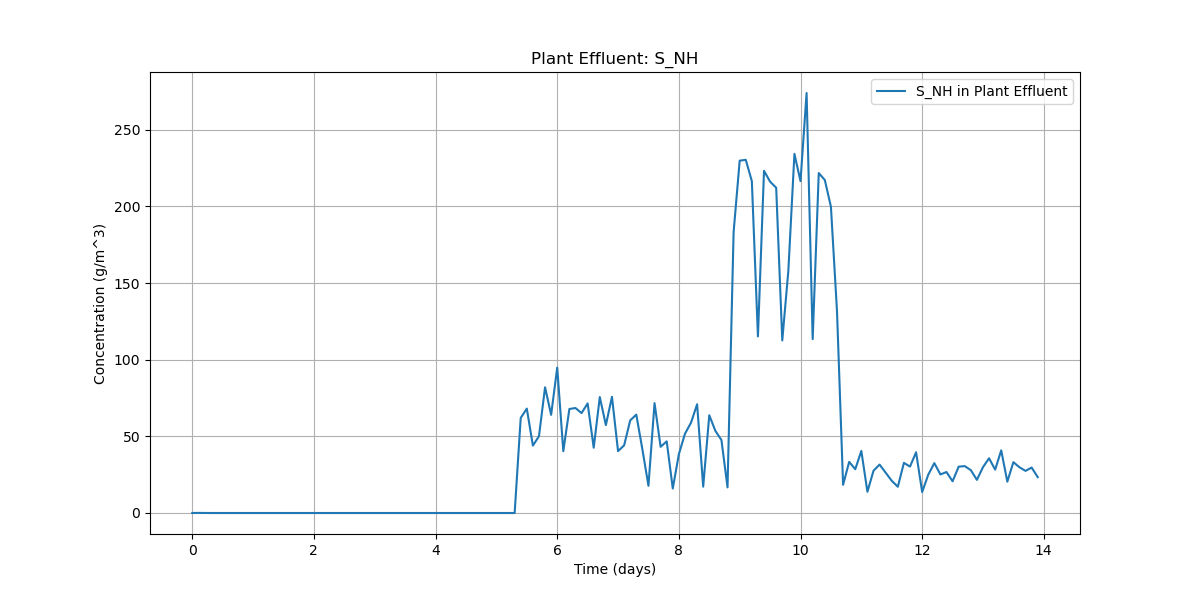 Plant Effluent: S_NH
S_NH in Plant Effluent
Concentration (g/m^3)
250
200
150
100
50
0
0 2 4 6 8 10 12 14
Time (days)